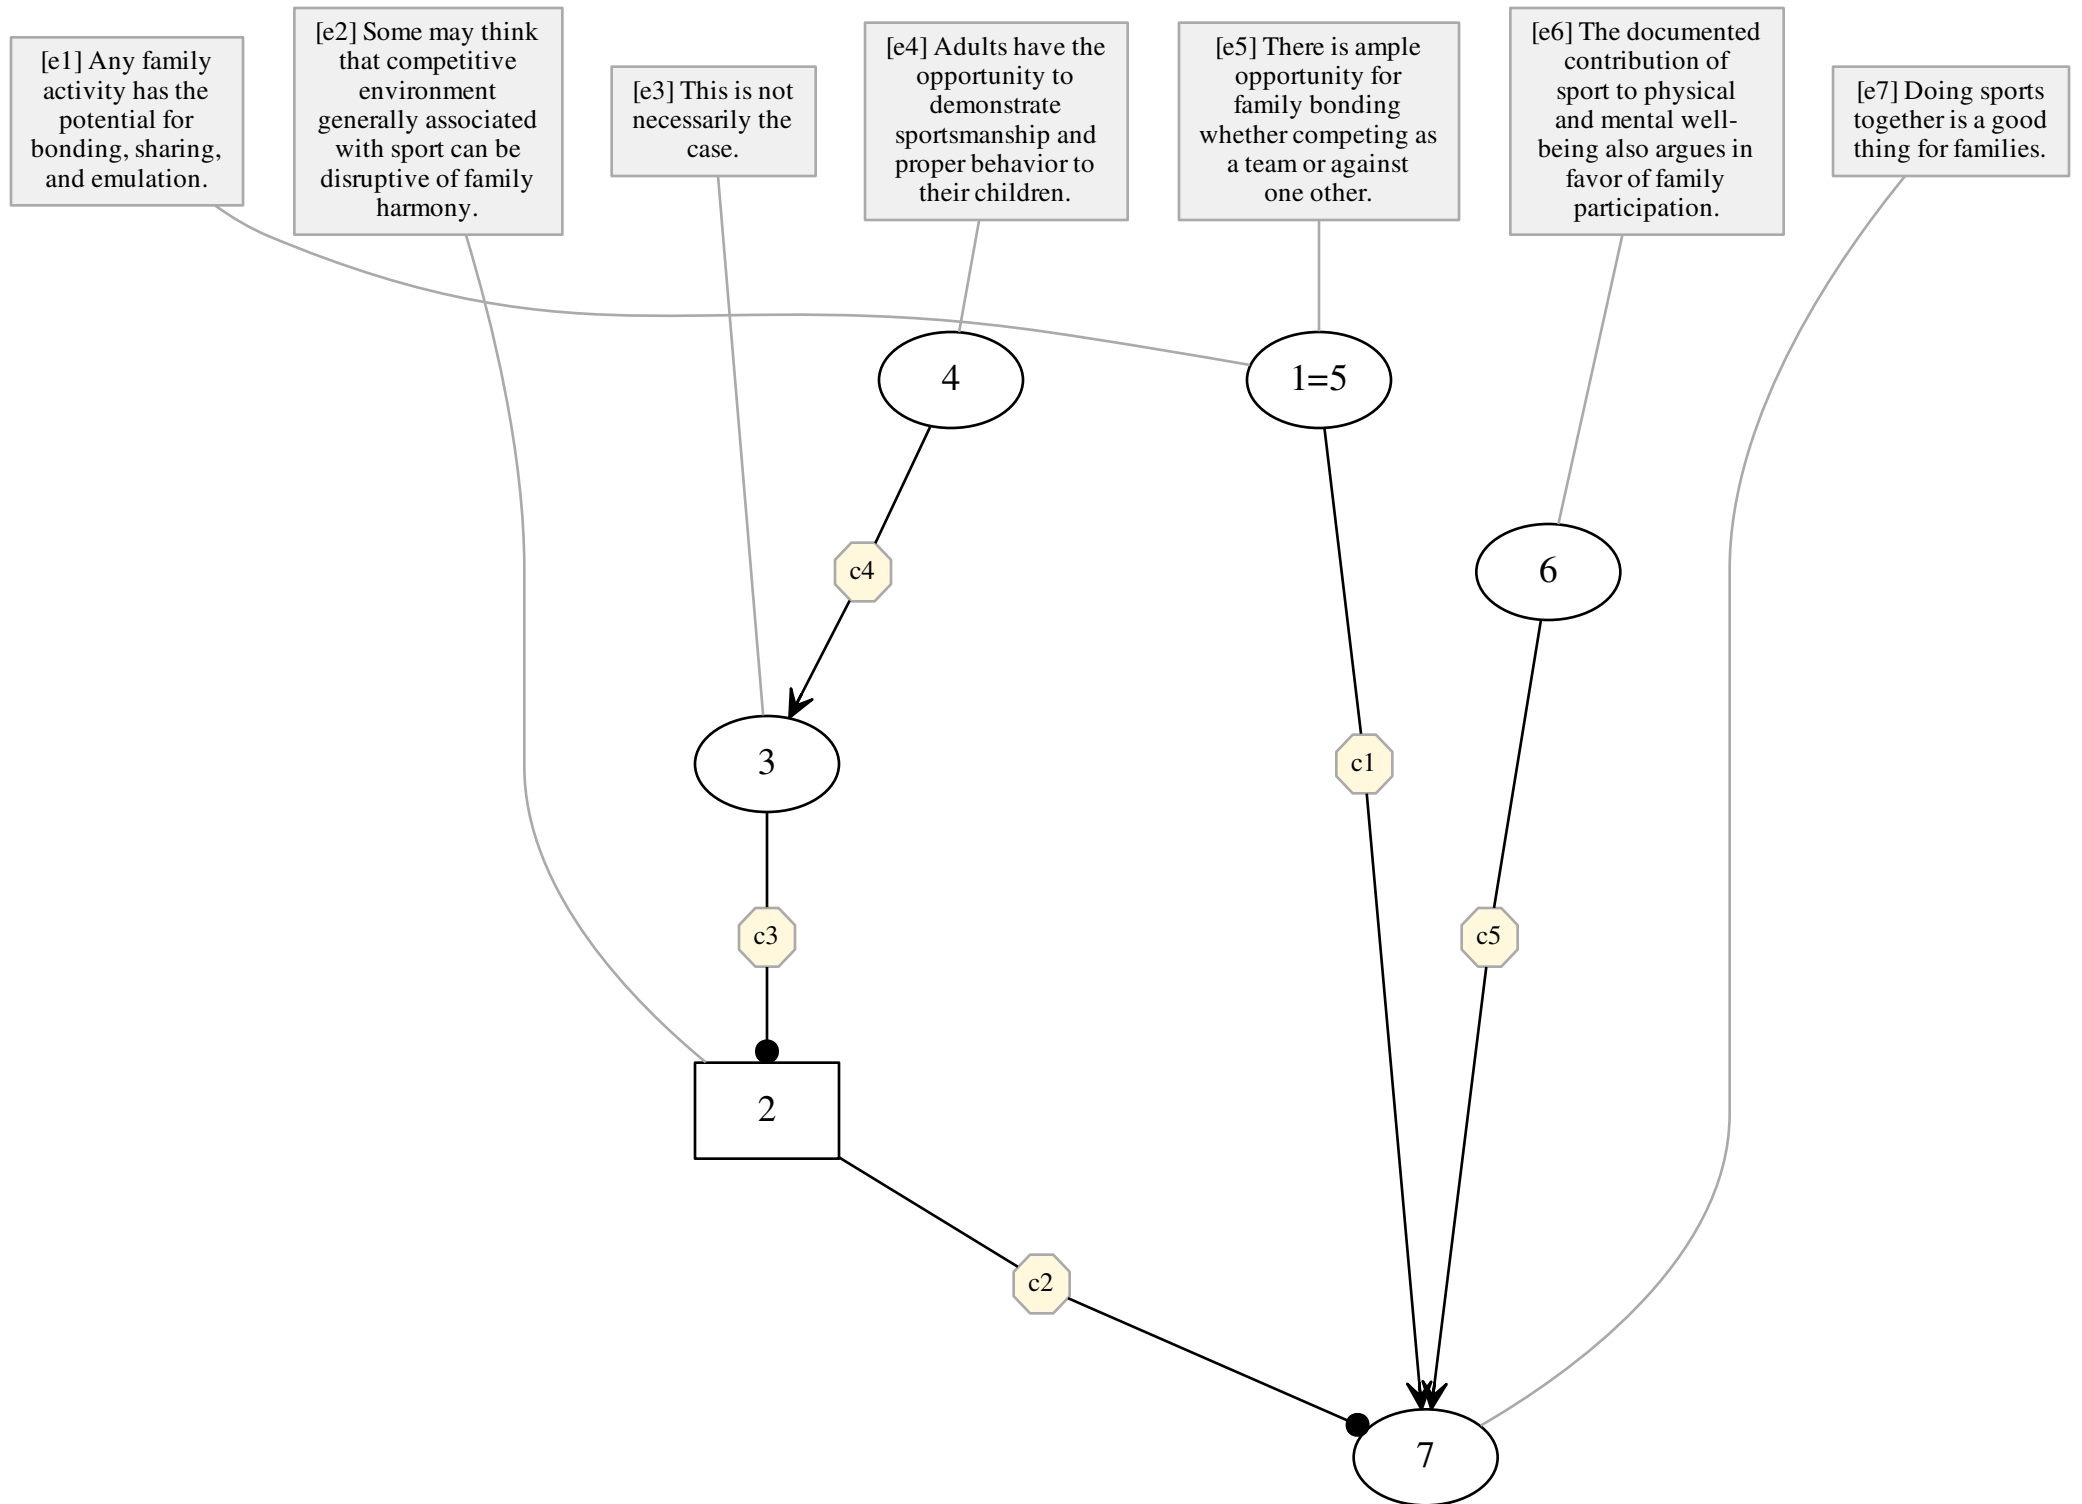 [e1] Any family
activity has the
potential for
bonding, sharing,
and emulation.
[e2] Some may think
that competitive
environment
generally associated
with sport can be
disruptive of family
harmony.
[e3] This is not
necessarily the
case.
[e4] Adults have the
opportunity to
demonstrate
sportsmanship and
proper behavior to
their children.
[e5] There is ample
opportunity for
family bonding
whether competing as
a team or against
one other.
[e6] The documented
contribution of
sport to physical
and mental well-
being also argues in
favor of family
participation.
[e7] Doing sports
together is a good
thing for families.
4
1=5
c4
6
3
c1
c3
c5
2
c2
7